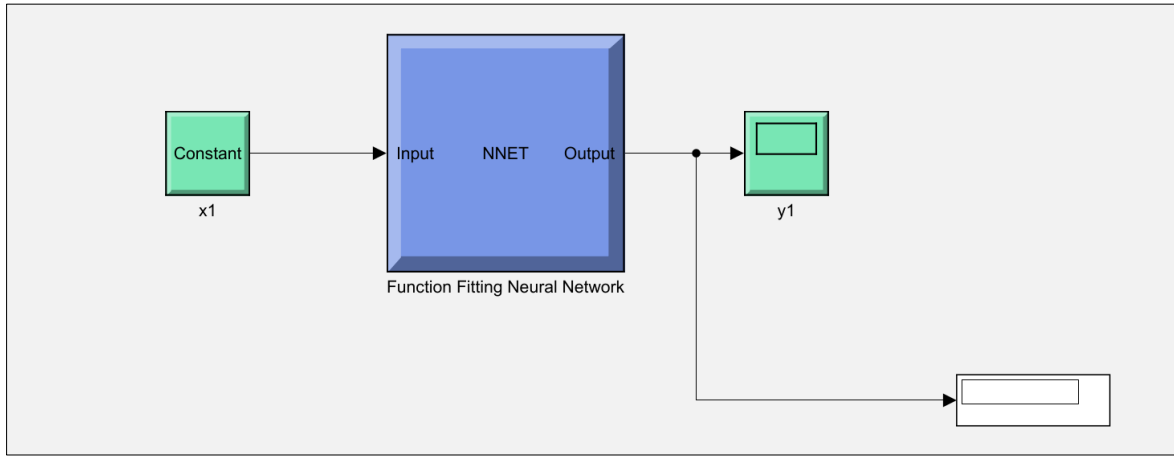 Constant
x1
Input NNET Output
Function Fitting Neural Network
y1